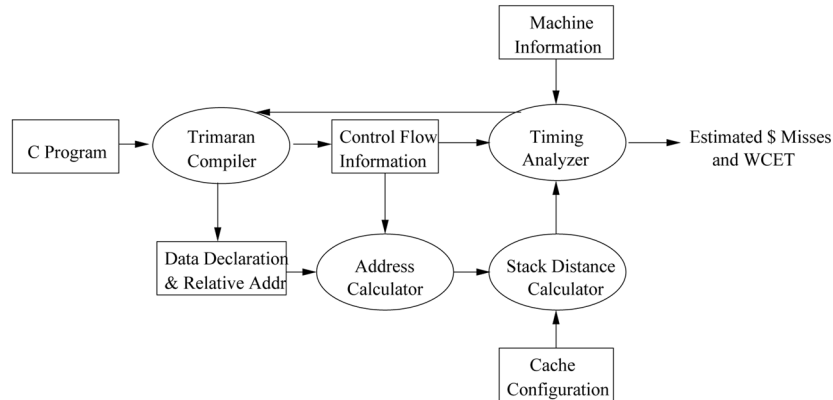 Machine
Information
C Program
Trimaran
Compiler
Control Flow
Information
Timing
Analyzer
Estimated $ Misses
and WCET
Data Declaration
& Relative Addr
Address
Calculator
Stack Distance
Calculator
Cache
Configuration